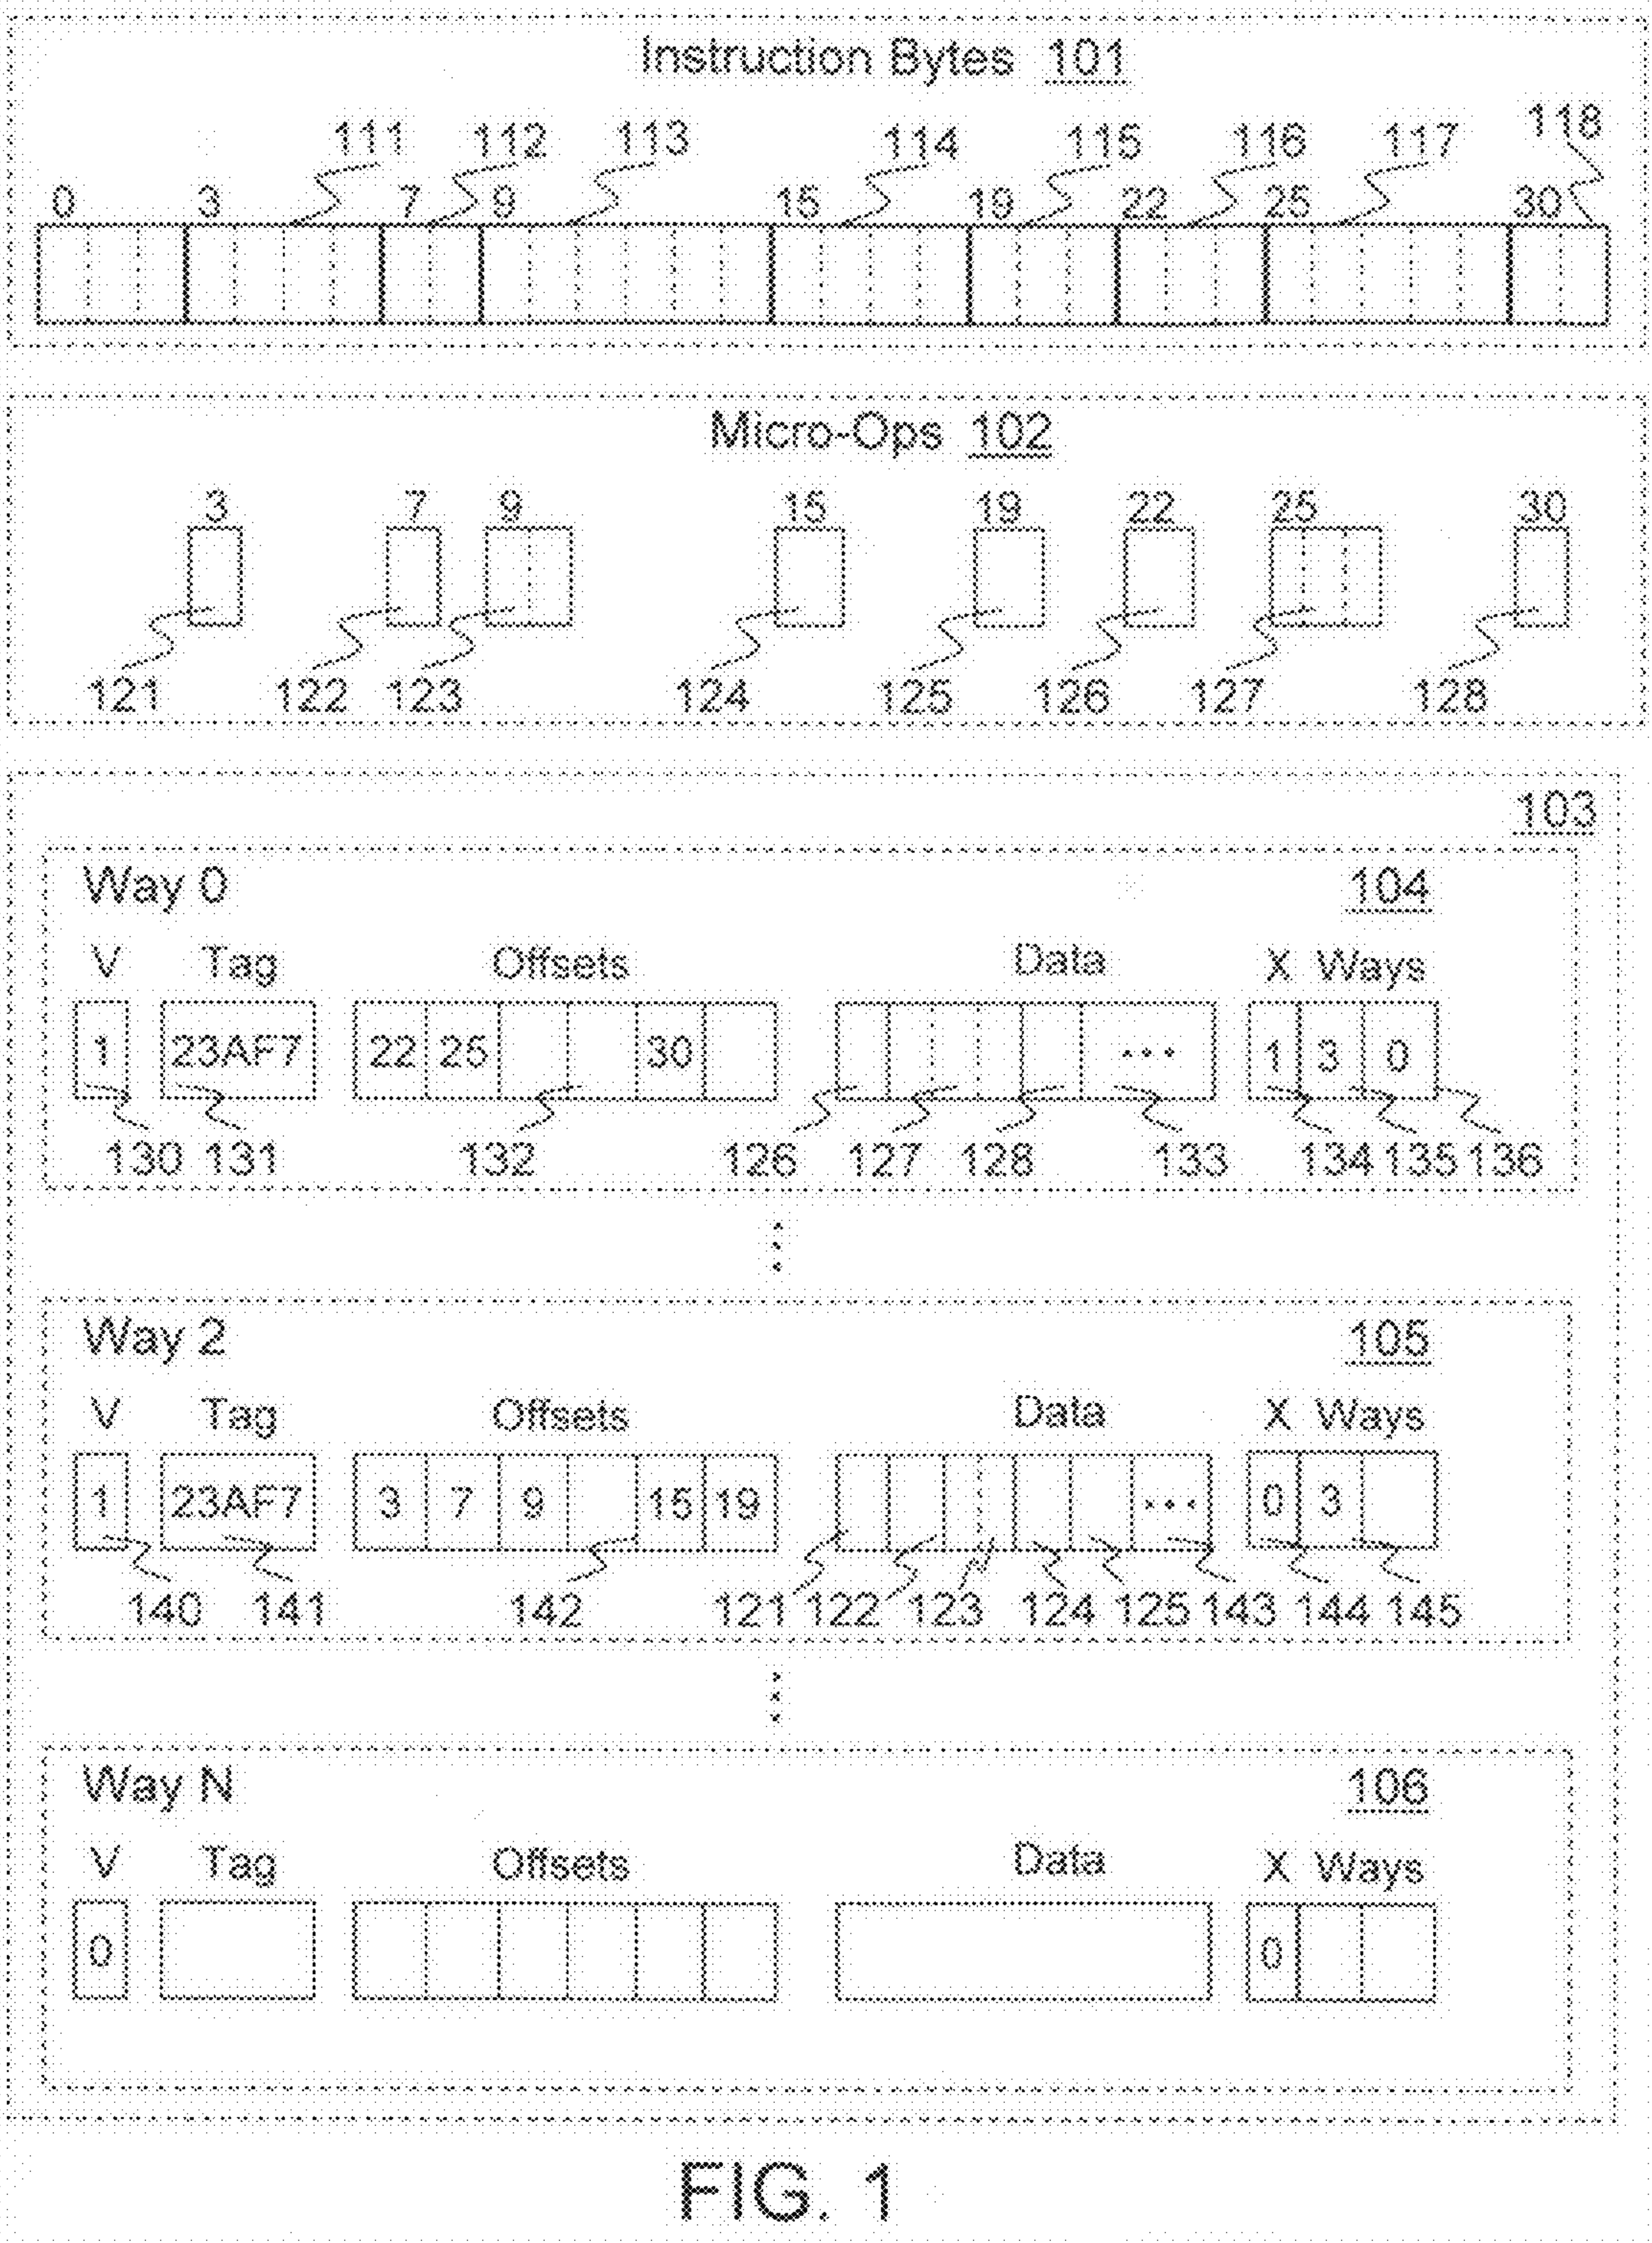 Instruction Bytes 101
111 112 113 114 115 116 117 118
0 3 7 9 15 19 22 25 30
Micro-Ops 102
3 7 9 15 19 22 25 30
121 122 123 124 125 126 127 128
103
Way 0 104
V Tag Offsets Data X Ways
1 23AF7 22 25 30 ... 1 3 0
130 131 132 126 127 128 133 134 135 136
Way 2 105
V Tag Offsets Data X Ways
1 23AF7 3 7 9 15 19 ... 0 3
140 141 142 121 122 123 124 125 143 144 145
Way N 106
V Tag Offsets Data X Ways
0 0
FIG. 1